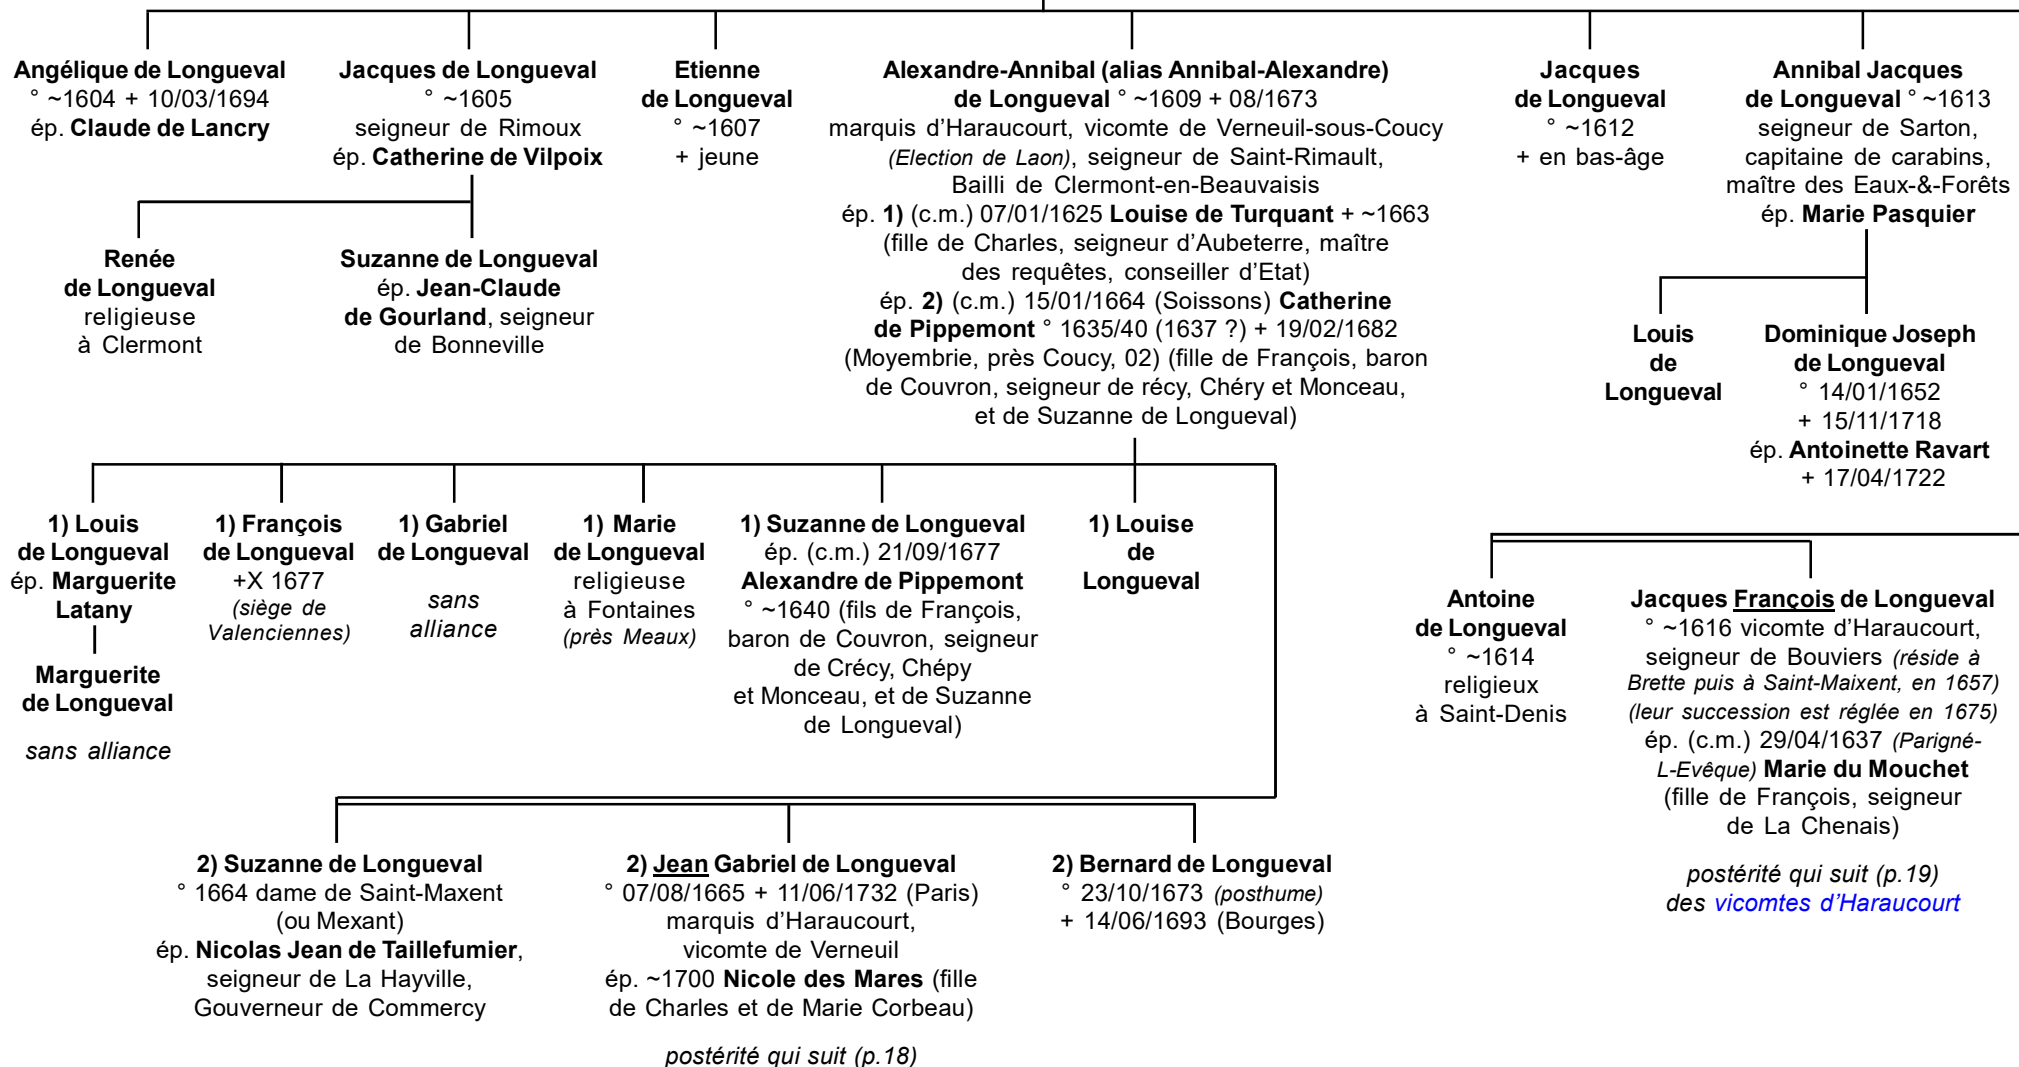 Angélique de Longueval
° ~1604 + 10/03/1694
ép. Claude de Lancry
Jacques de Longueval
° ~1605
seigneur de Rimoux
ép. Catherine de Vilpoix
Etienne
de Longueval
° ~1607
+ jeune
Alexandre-Annibal (alias Annibal-Alexandre)
de Longueval ° ~1609 + 08/1673
marquis d'Haraucourt, vicomte de Verneuil-sous-Coucy
(Election de Laon), seigneur de Saint-Rimault,
Bailli de Clermont-en-Beauvaisis
ép. 1) (c.m.) 07/01/1625 Louise de Turquant + ~1663
(fille de Charles, seigneur d'Aubeterre, maître
des requêtes, conseiller d'Etat)
ép. 2) (c.m.) 15/01/1664 (Soissons) Catherine
de Pippemont ° 1635/40 (1637 ?) + 19/02/1682
(Moyembrie, près Coucy, 02) (fille de François, baron
de Couvron, seigneur de récy, Chéry et Monceau,
et de Suzanne de Longueval)
Jacques
de Longueval
° ~1612
+ en bas-âge
Annibal Jacques
de Longueval ° ~1613
seigneur de Sarton,
capitaine de carabins,
maître des Eaux-&-Forêts
ép. Marie Pasquier
Renée
de Longueval
religieuse
à Clermont
Suzanne de Longueval
ép. Jean-Claude
de Gourland, seigneur
de Bonneville
Louis
de
Longueval
Dominique Joseph
de Longueval
° 14/01/1652
+ 15/11/1718
ép. Antoinette Ravart
+ 17/04/1722
1) Louis
de Longueval
ép. Marguerite
Latany
Marguerite
de Longueval
sans alliance
1) François
de Longueval
+X 1677
(siège de
Valenciennes)
1) Gabriel
de Longueval
sans
alliance
1) Marie
de Longueval
religieuse
à Fontaines
(près Meaux)
1) Suzanne de Longueval
ép. (c.m.) 21/09/1677
Alexandre de Pippemont
° ~1640 (fils de François,
baron de Couvron, seigneur
de Crécy, Chépy
et Monceau, et de Suzanne
de Longueval)
1) Louise
de
Longueval
Antoine
de Longueval
° ~1614
religieux
à Saint-Denis
Jacques François de Longueval
° ~1616 vicomte d'Haraucourt,
seigneur de Bouviers (réside à
Brette puis à Saint-Maixent, en 1657)
(leur succession est réglée en 1675)
ép. (c.m.) 29/04/1637 (Parigné-
L-Evêque) Marie du Mouchet
(fille de François, seigneur
de La Chenais)
postérité qui suit (p.19)
des vicomtes d'Haraucourt
2) Suzanne de Longueval
° 1664 dame de Saint-Maxent
(ou Mexant)
ép. Nicolas Jean de Taillefumier,
seigneur de La Hayville,
Gouverneur de Commercy
2) Jean Gabriel de Longueval
° 07/08/1665 + 11/06/1732 (Paris)
marquis d'Haraucourt,
vicomte de Verneuil
ép. ~1700 Nicole des Mares (fille
de Charles et de Marie Corbeau)
postérité qui suit (p.18)
2) Bernard de Longueval
° 23/10/1673 (posthume)
+ 14/06/1693 (Bourges)